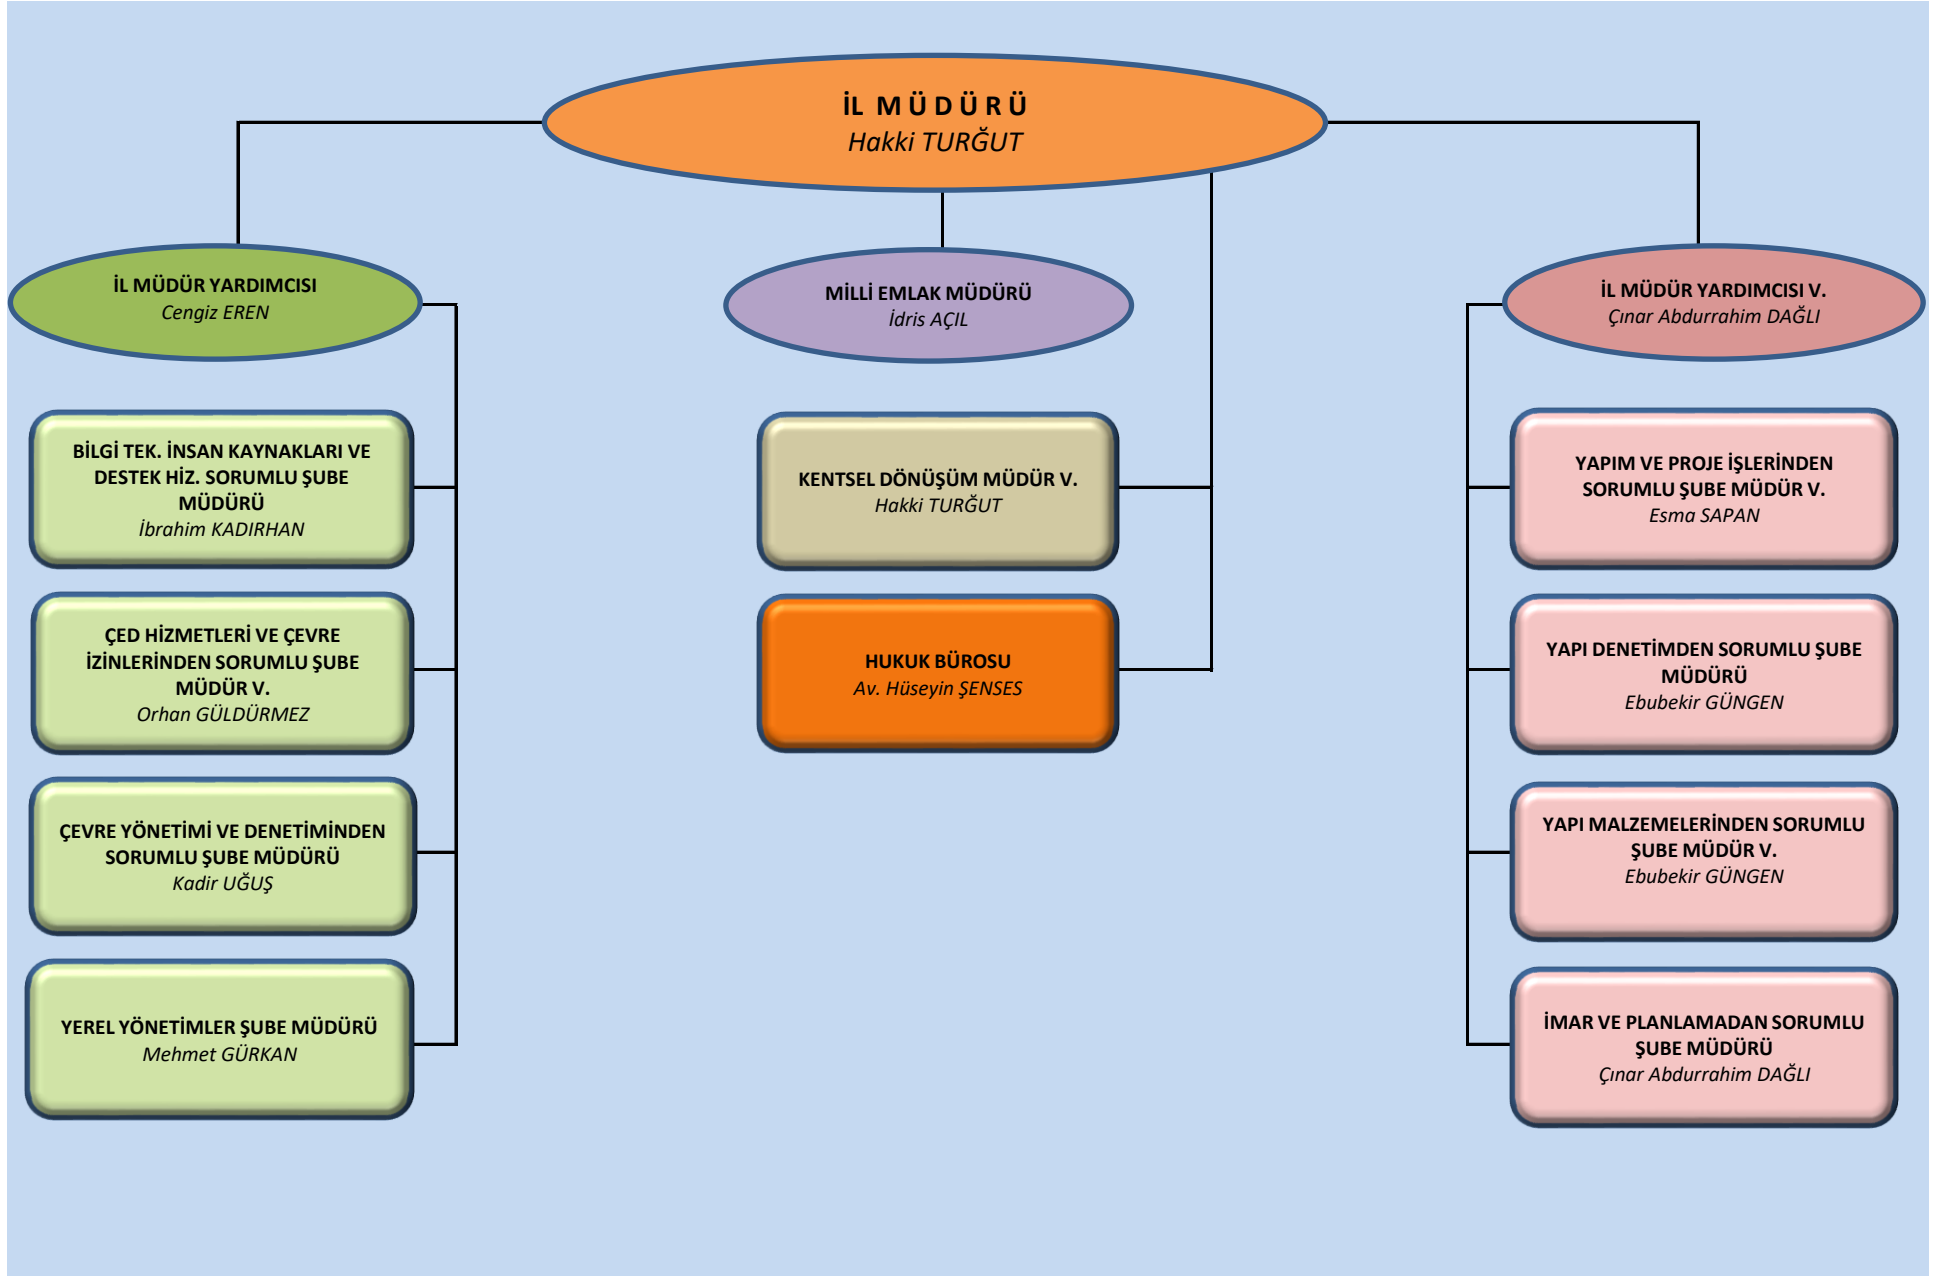 İL M Ü D Ü R Ü
Hakki TURĞUT
İL MÜDÜR YARDIMCISI
Cengiz EREN
MİLLİ EMLAK MÜDÜRÜ
İdris AÇIL
İL MÜDÜR YARDIMCISI V.
Çınar Abdurrahim DAĞLI
BİLGİ TEK. İNSAN KAYNAKLARI VE
DESTEK HİZ. SORUMLU ŞUBE
MÜDÜRÜ
İbrahim KADIRHAN
ÇED HİZMETLERİ VE ÇEVRE
İZİNLERİNDEN SORUMLU ŞUBE
MÜDÜR V.
Orhan GÜLDÜRMEZ
ÇEVRE YÖNETİMİ VE DENETİMİNDEN
SORUMLU ŞUBE MÜDÜRÜ
Kadir UĞUŞ
YEREL YÖNETİMLER ŞUBE MÜDÜRÜ
Mehmet GÜRKAN
KENTSEL DÖNÜŞÜM MÜDÜR V.
Hakki TURĞUT
HUKUK BÜROSU
Av. Hüseyin ŞENSES
YAPIM VE PROJE İŞLERİNDEN
SORUMLU ŞUBE MÜDÜR V.
Esma SAPAN
YAPI DENETİMDEN SORUMLU ŞUBE
MÜDÜRÜ
Ebubekir GÜNGEN
YAPI MALZEMELERİNDEN SORUMLU
ŞUBE MÜDÜR V.
Ebubekir GÜNGEN
İMAR VE PLANLAMADAN SORUMLU
ŞUBE MÜDÜRÜ
Çınar Abdurrahim DAĞLI